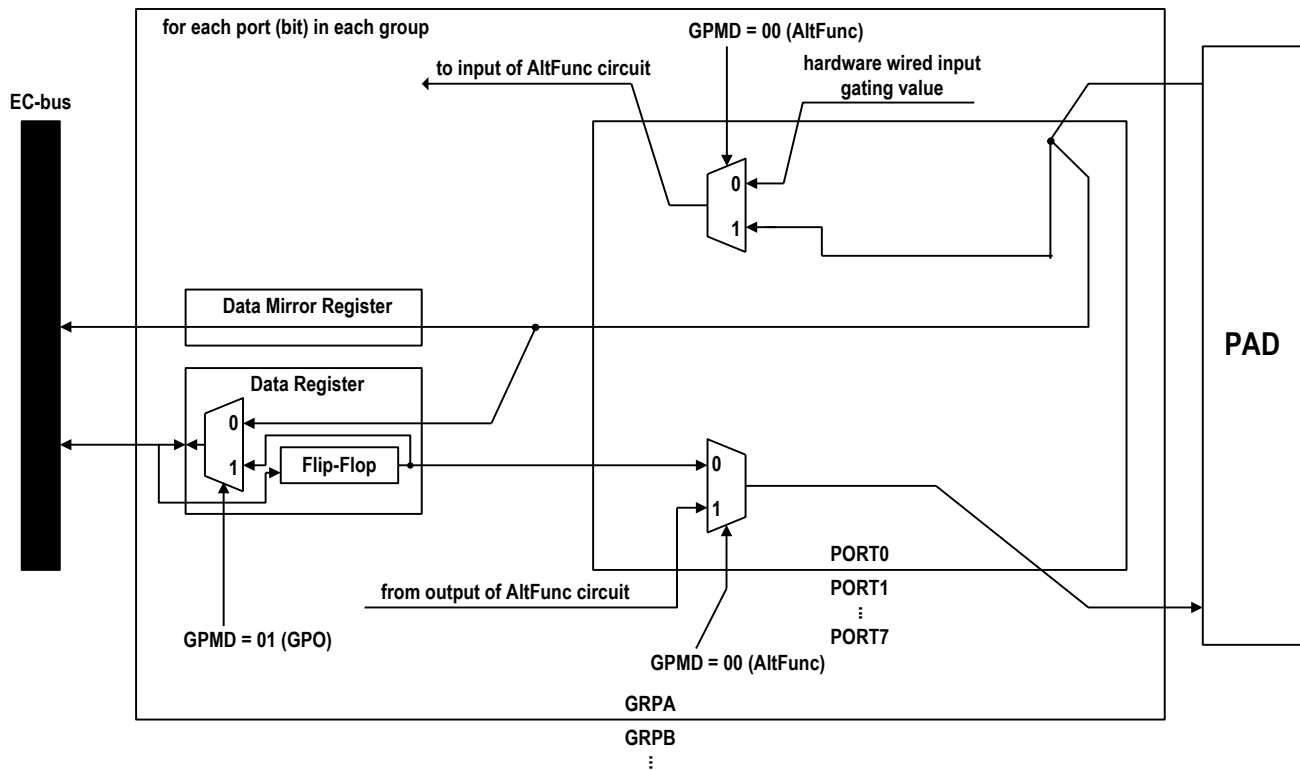 for each port (bit) in each group
GPMD = 00 (AltFunc)
to input of AltFunc circuit
hardware wired input
gating value
EC-bus
0
1
Data Mirror Register
PAD
Data Register
0
1
Flip-Flop
0
1
PORT0
from output of AltFunc circuit
PORT1
⋮
PORT7
GPMD = 01 (GPO)
GPMD = 00 (AltFunc)
GRPA
GRPB
⋮